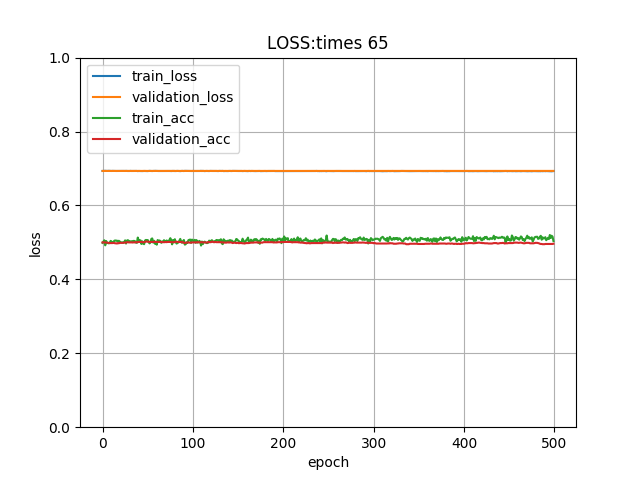 LOSS:times 65
1.0
0.8
0.6
0.4
0.2
0.0
loss
train_loss
validation_loss
train_acc
validation_acc
0 100 200 300 400 500
epoch